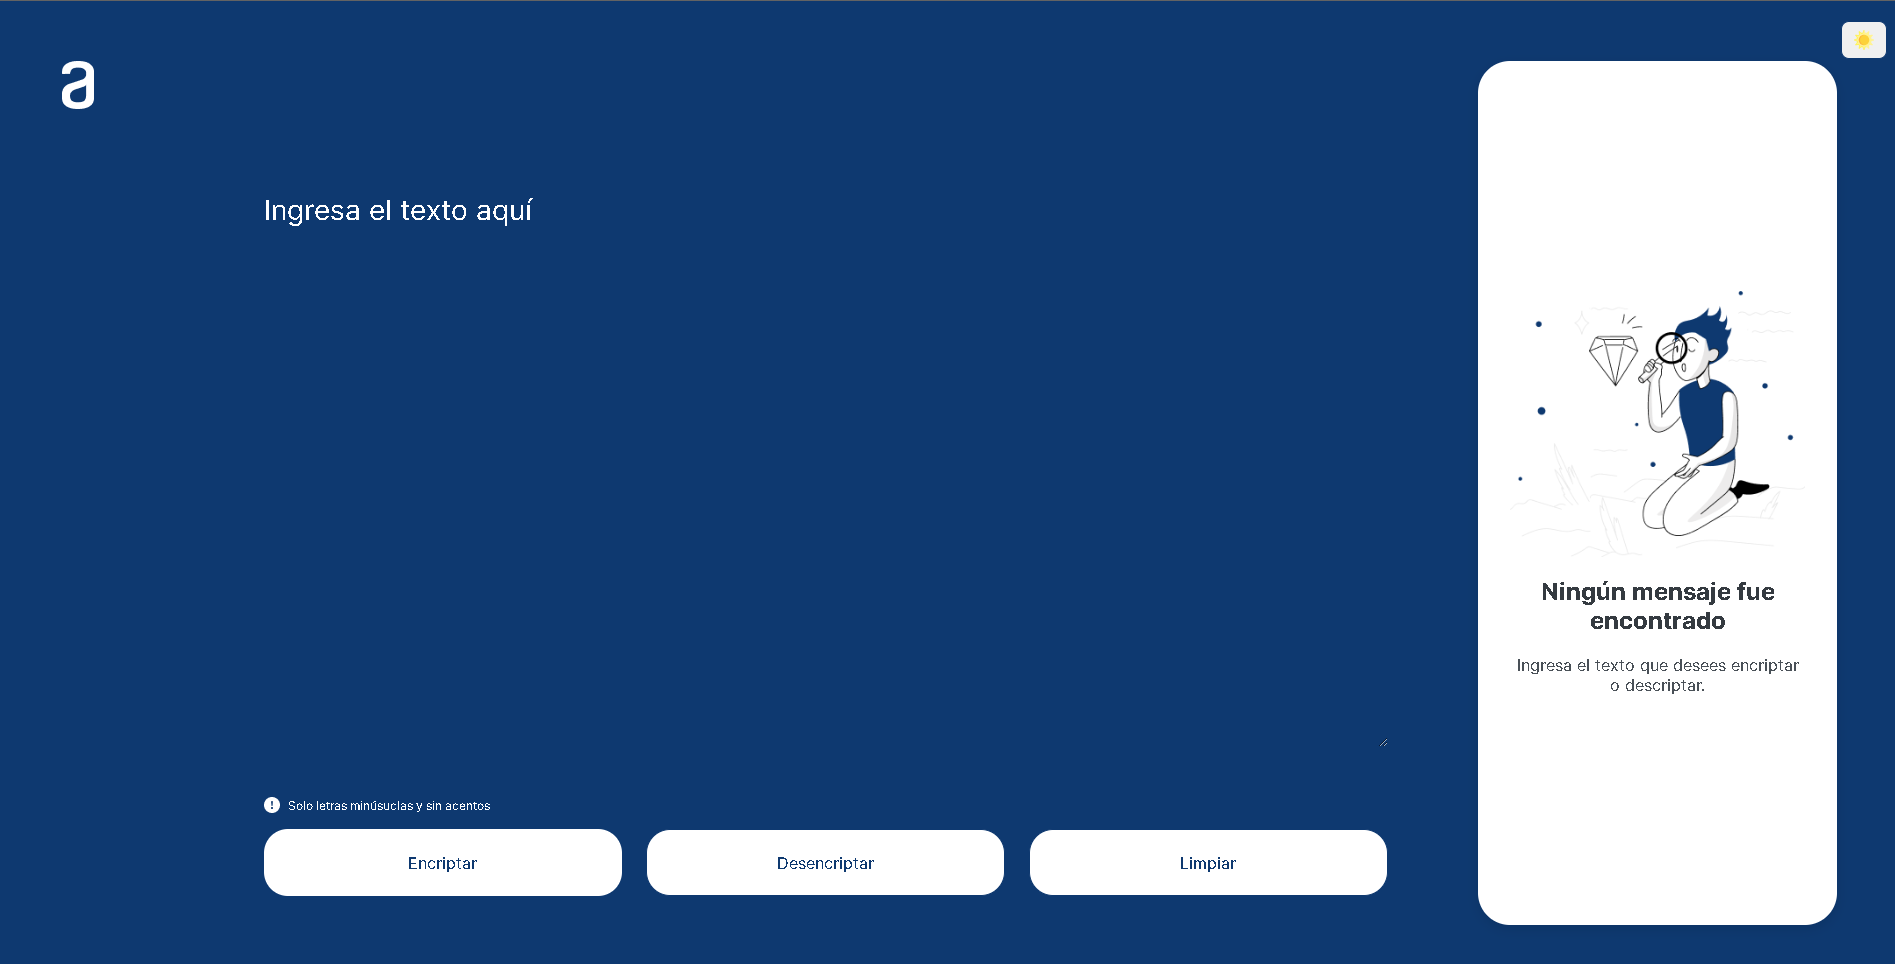 a
Ingresa el texto aquí
Solo letras minúsuclas y sin acentos
Encriptar
Desencriptar
Limpiar
Ningún mensaje fue
encontrado
Ingresa el texto que desees encriptar
o descriptar.